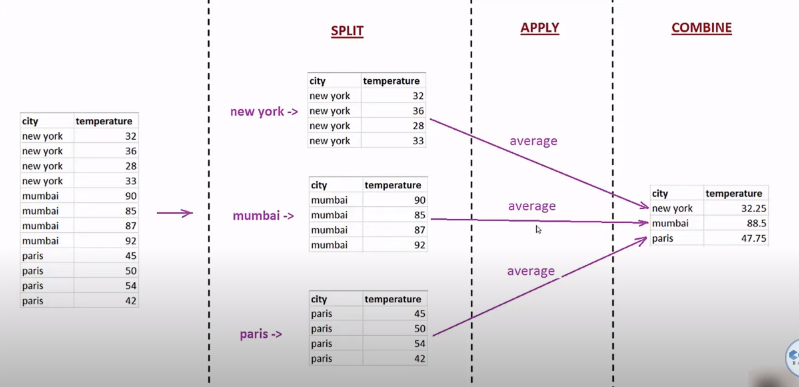 SPLIT
APPLY
COMBINE
city temperature
new york 32
new york 36
new york 28
new york 33
mumbai 90
mumbai 85
mumbai 87
mumbai 92
paris 45
paris 50
paris 54
paris 42
new york ->
city temperature
new york 32
new york 36
new york 28
new york 33
mumbai ->
city temperature
mumbai 90
mumbai 85
mumbai 87
mumbai 92
paris ->
city temperature
paris 45
paris 50
paris 54
paris 42
average
average
average
city temperature
new york 32.25
mumbai 88.5
paris 47.75